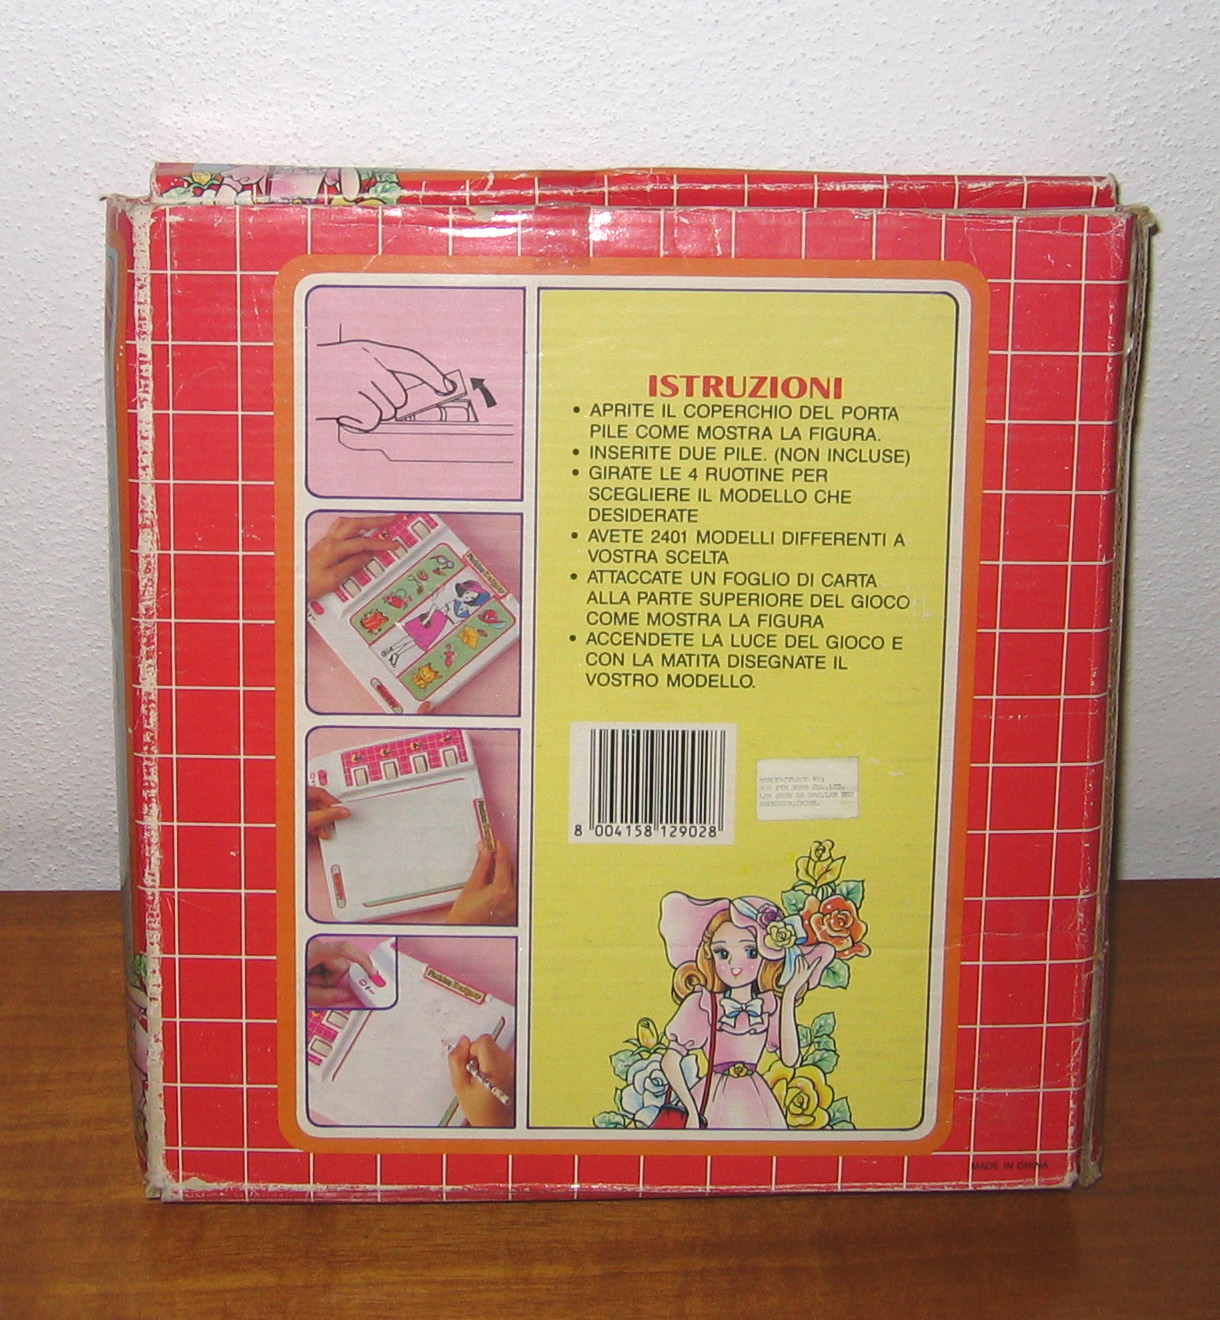 ISTRUZIONI
• APRITE IL COPERCHIO DEL PORTA
PILE COME MOSTRA LA FIGURA.
• INSERITE DUE PILE. (NON INCLUSE)
• GIRATE LE 4 RUOTINE PER
SCEGLIERE IL MODELLO CHE
DESIDERATE
• AVETE 2401 MODELLI DIFFERENTI A
VOSTRA SCELTA
• ATTACCATE UN FOGLIO DI CARTA
ALLA PARTE SUPERIORE DEL GIOCO
COME MOSTRA LA FIGURA
• ACCENDETE LA LUCE DEL GIOCO E
CON LA MATITA DISEGNATE IL
VOSTRO MODELLO.
8 004158 129028
MADE IN CHINA